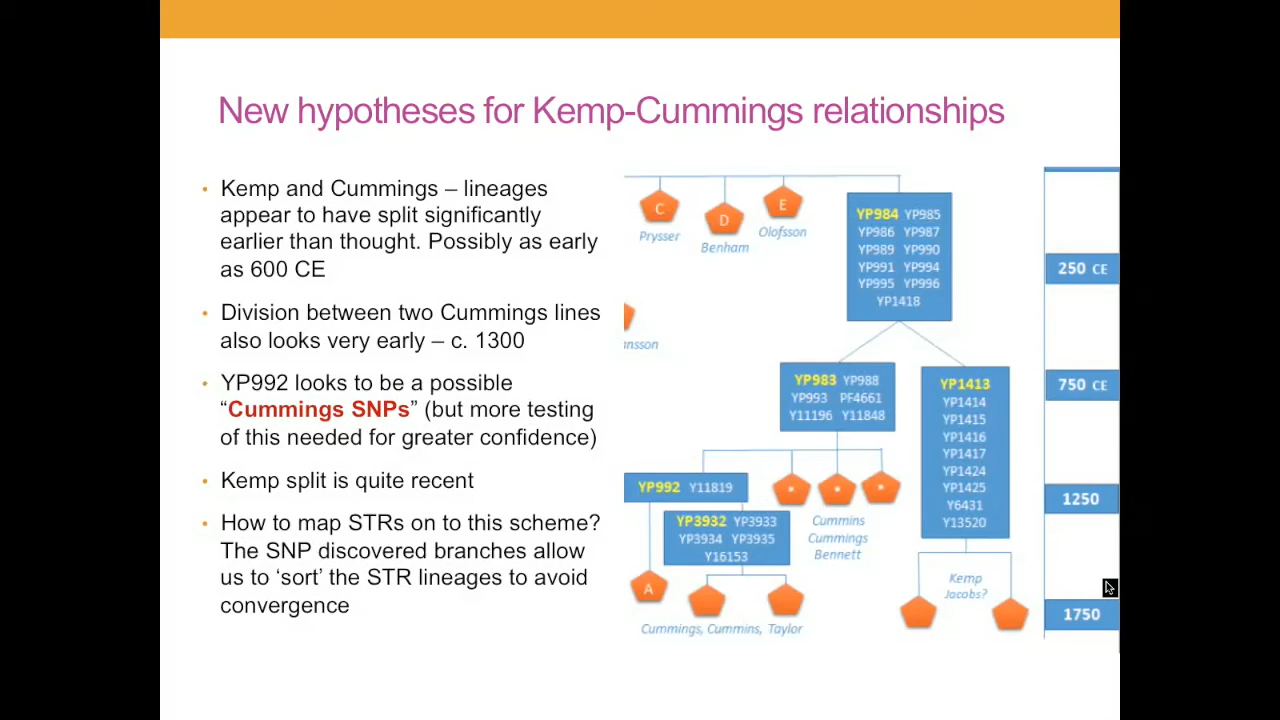 New hypotheses for Kemp-Cummings relationships
• Kemp and Cummings – lineages
appear to have split significantly
earlier than thought. Possibly as early
as 600 CE
• Division between two Cummings lines
also looks very early – c. 1300
• YP992 looks to be a possible
“Cummings SNPs” (but more testing
of this needed for greater confidence)
• Kemp split is quite recent
• How to map STRs on to this scheme?
The SNP discovered branches allow
us to ‘sort’ the STR lineages to avoid
convergence
C
Prysser
D
Benham
E
Olofsson
nsson
YP984 YP985
YP986 YP987
YP989 YP990
YP991 YP994
YP995 YP996
YP1418
YP983 YP988
YP993 PF4661
Y11196 Y11848
YP1413
YP1414
YP1415
YP1416
YP1417
YP1424
YP1425
Y6431
Y13520
YP992 Y11819
YP3932 YP3933
YP3934 YP3935
Y16153
Cummins
Cummings
Bennett
A
Cummings, Cummins, Taylor
Kemp
Jacobs?
250 CE
750 CE
1250
1750